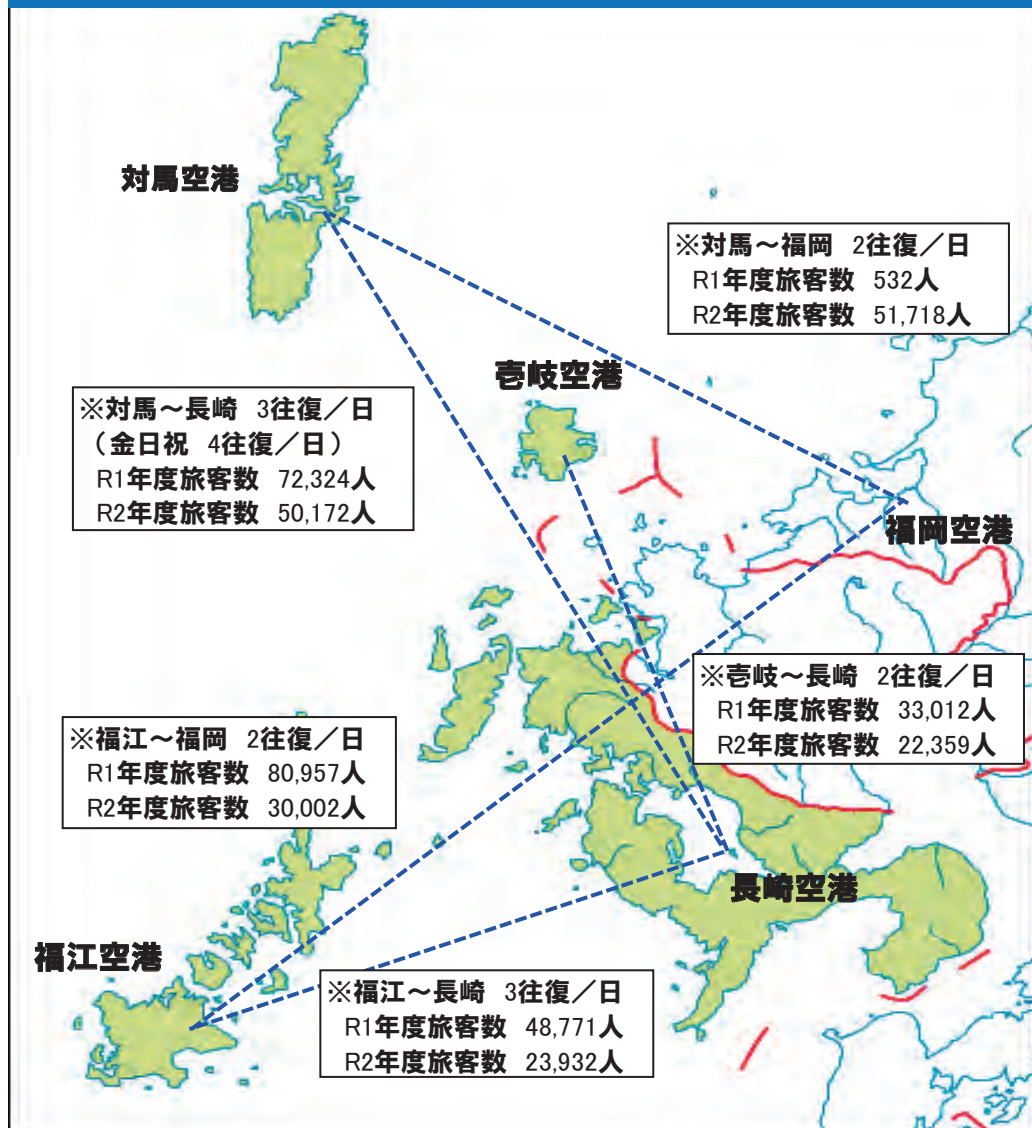 対馬空港
※対馬～福岡 2往復／日
R1年度旅客数 532人
R2年度旅客数 51,718人
壱岐空港
※対馬～長崎 3往復／日
（金日祝 4往復／日）
R1年度旅客数 72,324人
R2年度旅客数 50,172人
福岡空港
※壱岐～長崎 2往復／日
R1年度旅客数 33,012人
R2年度旅客数 22,359人
※福江～福岡 2往復／日
R1年度旅客数 80,957人
R2年度旅客数 30,002人
長崎空港
福江空港
※福江～長崎 3往復／日
R1年度旅客数 48,771人
R2年度旅客数 23,932人